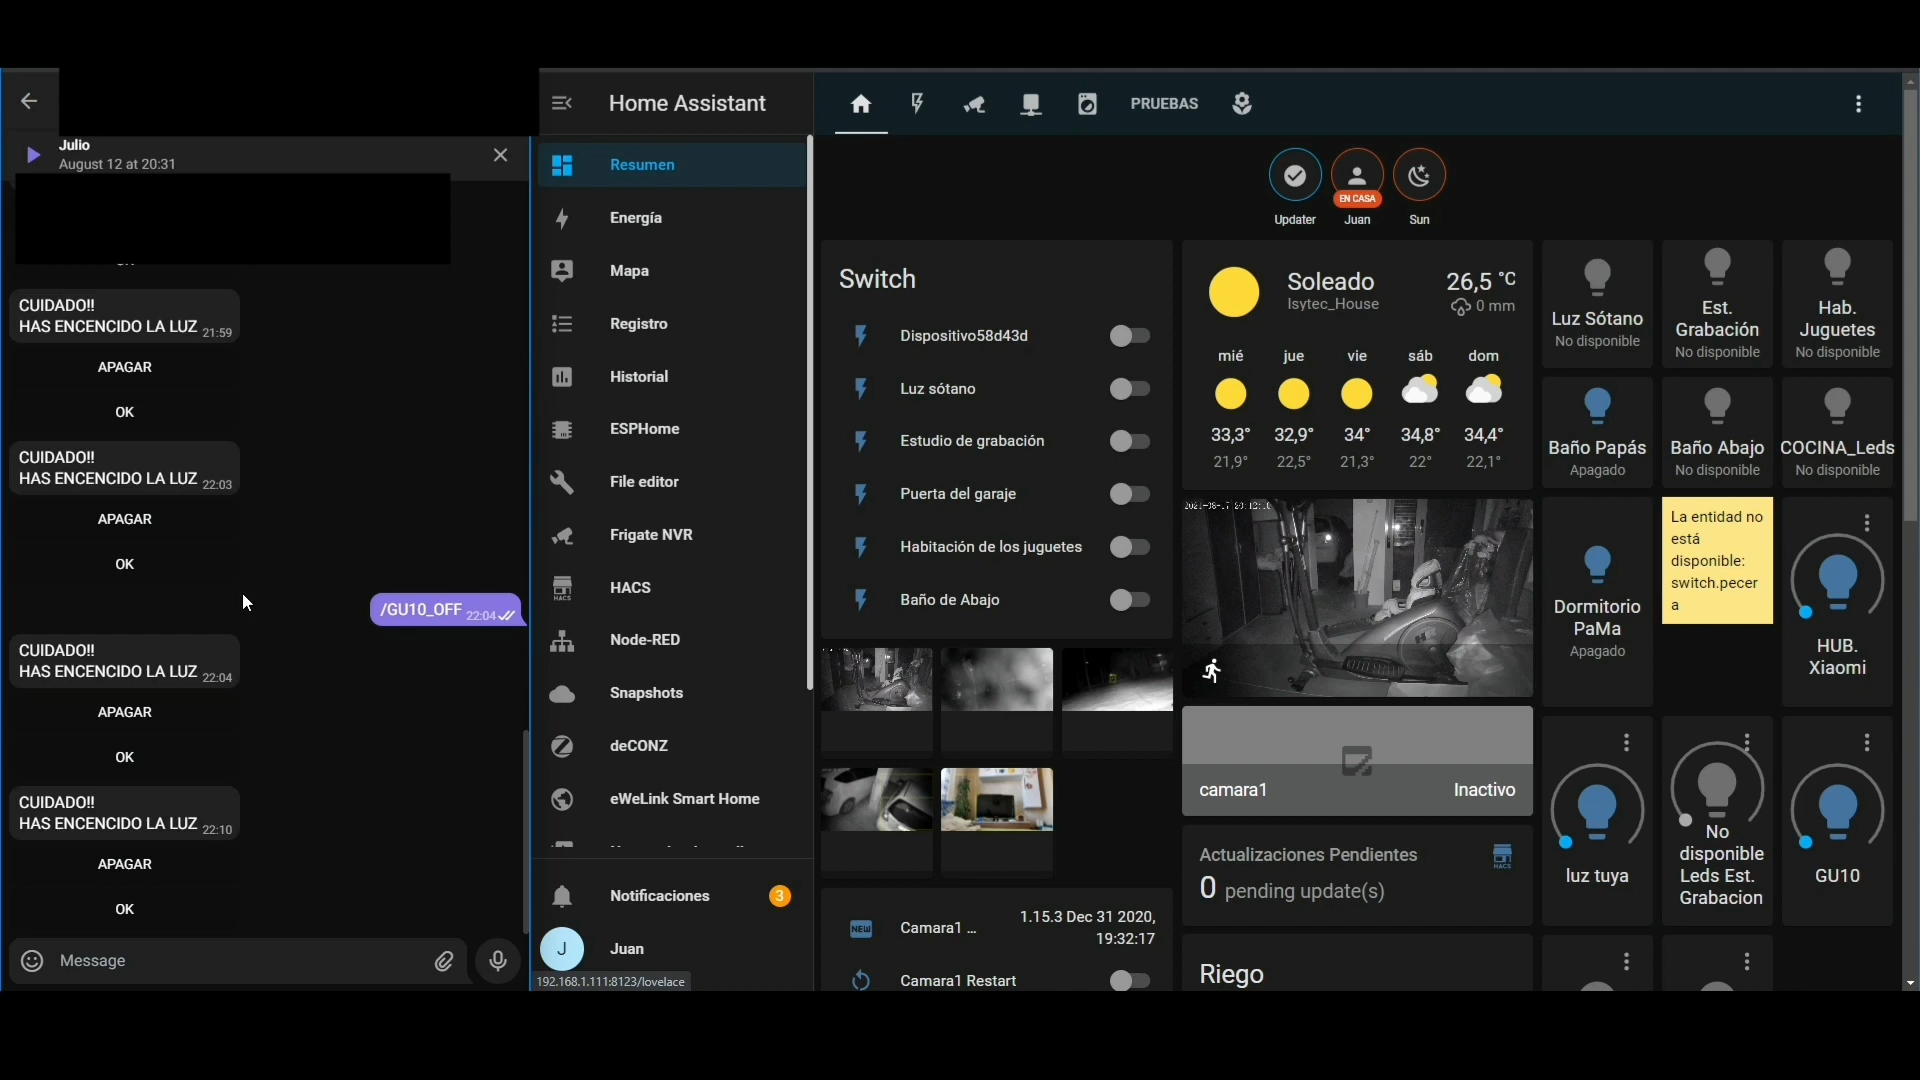 Julio
August 12 at 20:31
CUIDADO!!
HAS ENCENCIDO LA LUZ 21:59
APAGAR
OK
CUIDADO!!
HAS ENCENCIDO LA LUZ 22:03
APAGAR
OK
/GU10_OFF 22:04
CUIDADO!!
HAS ENCENCIDO LA LUZ 22:04
APAGAR
OK
CUIDADO!!
HAS ENCENCIDO LA LUZ 22:10
APAGAR
OK
Message
Home Assistant
Resumen
Energía
Mapa
Registro
Historial
ESPHome
File editor
Frigate NVR
HACS
Node-RED
Snapshots
deCONZ
eWeLink Smart Home
Notificaciones 3
J Juan
192.168.1.111:8123/lovelace
PRUEBAS
EN CASA
Updater
Juan
Sun
Switch
Dispositivo58d43d
Luz sótano
Estudio de grabación
Puerta del garaje
Habitación de los juguetes
Baño de Abajo
NEW Camara1 ... 1.15.3 Dec 31 2020,
19:32:17
Camara1 Restart
Soleado 26,5 °C
Isytec_House 0 mm
mié jue vie sáb dom
33,3° 32,9° 34° 34,8° 34,4°
21,9° 22,5° 21,3° 22° 22,1°
camara1 Inactivo
Actualizaciones Pendientes
HACS
0 pending update(s)
Riego
Luz Sótano
No disponible
Est.
Grabación
No disponible
Hab.
Juguetes
No disponible
Baño Papás
Apagado
Baño Abajo
No disponible
COCINA_Leds
No disponible
Dormitorio
PaMa
Apagado
La entidad no
está
disponible:
switch.pecer
a
HUB.
Xiaomi
luz tuya
No
disponible
Leds Est.
Grabacion
GU10